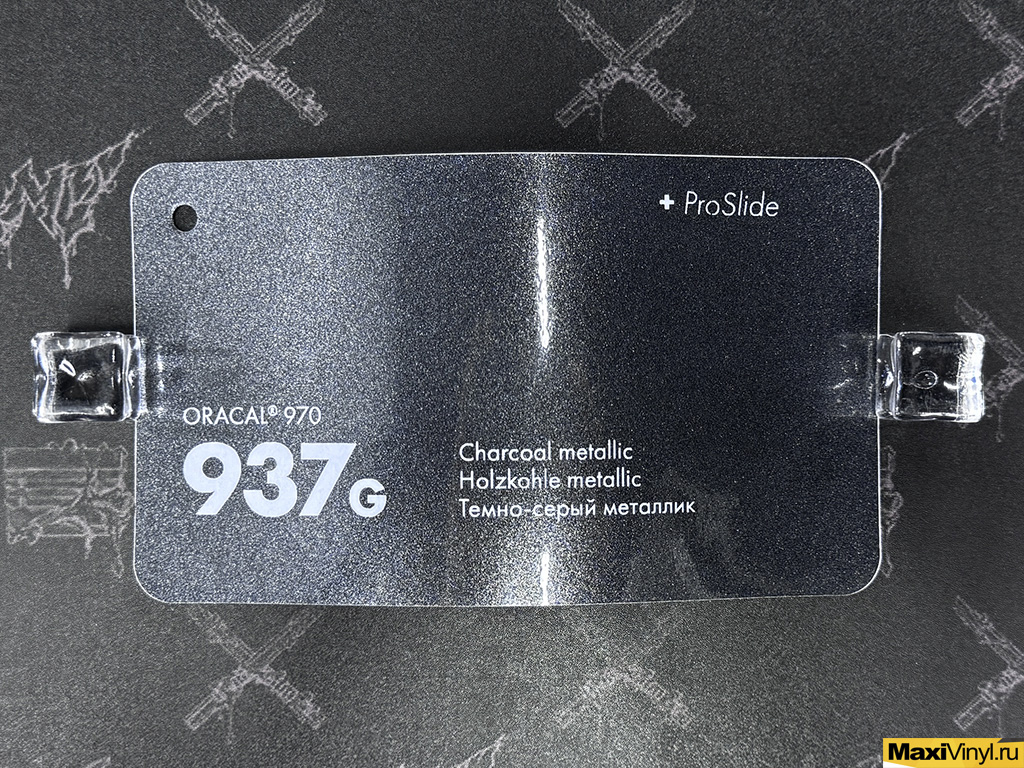 + ProSlide
ORACAL® 970
937G
Charcoal metallic
Holzkohle metallic
Темно-серый металлик
MaxiVinyl.ru